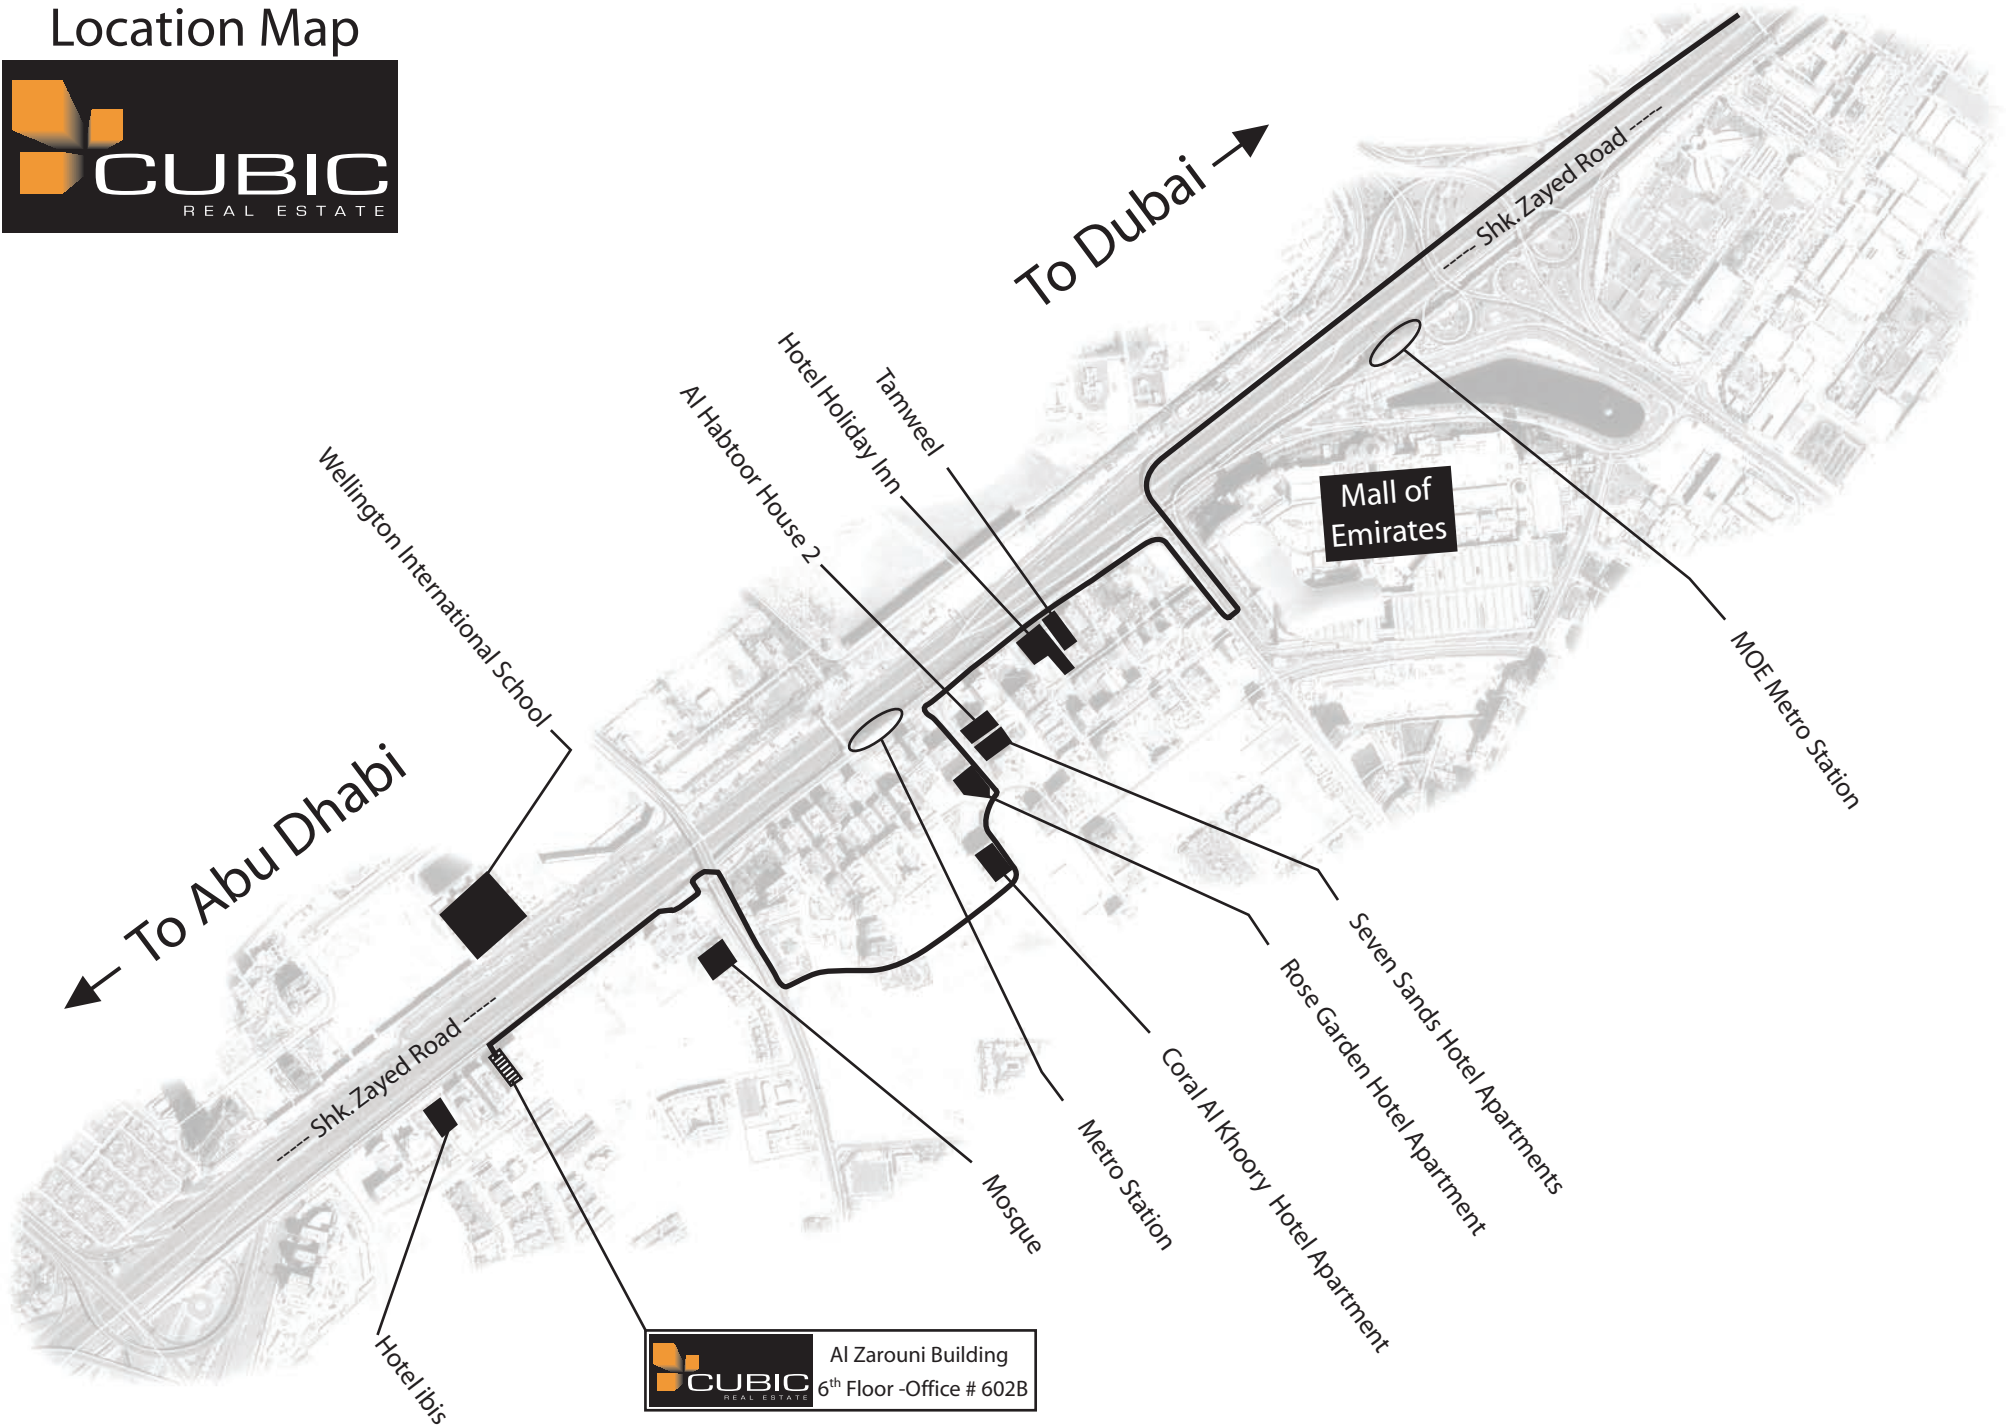 Location Map
CUBIC
REAL ESTATE
To Dubai
---- Shk. Zayed Road -----
Hotel Holiday Inn
Tamweel
Al Habtoor House 2
Wellington International School
Mall of
Emirates
MOE Metro Station
To Abu Dhabi
---- Shk. Zayed Road -----
Seven Sands Hotel Apartments
Rose Garden Hotel Apartment
Coral Al Khoory Hotel Apartment
Metro Station
Mosque
Hotel ibis
CUBIC
REAL ESTATE
Al Zarouni Building
6th Floor -Office # 602B